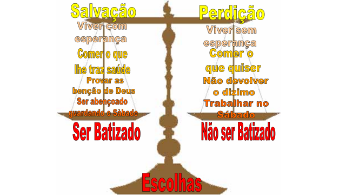 Salvação
Viver com
esperança
Comer o que
lhe traz saúde
Provar as
benção de Deus
Ser abençoado
guardando o Sábado
Ser Batizado
Perdição
Viver sem
esperança
Comer o
que quiser
Não devolver
o dizimo
Trabalhar no
Sábado
Não ser Batizado
Escolhas